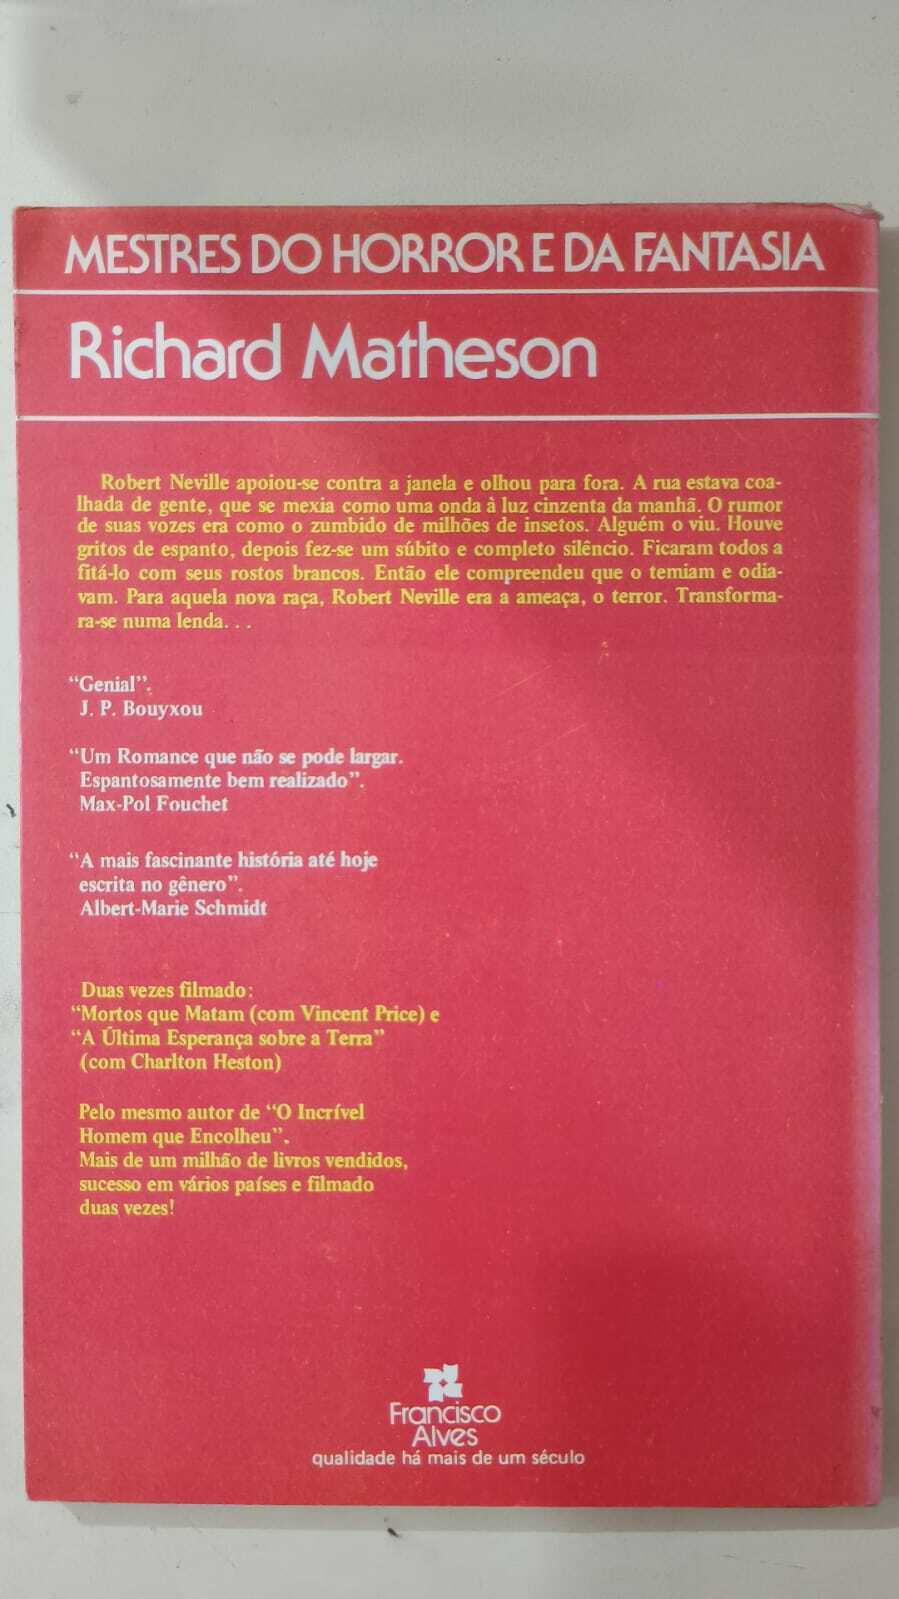 MESTRES DO HORROR E DA FANTASIA
Richard Matheson
Robert Neville apoiou-se contra a janela e olhou para fora. A rua estava coa-
lhada de gente, que se mexia como uma onda à luz cinzenta da manhã. O rumor
de suas vozes era como o zumbido de milhões de insetos. Alguém o viu. Houve
gritos de espanto, depois fez-se um súbito e completo silêncio. Ficaram todos a
fitá-lo com seus rostos brancos. Então ele compreendeu que o temiam e odia-
vam. Para aquela nova raça, Robert Neville era a ameaça, o terror. Transforma-
ra-se numa lenda. . .
“Genial”.
J. P. Bouyxou
“Um Romance que não se pode largar.
Espantosamente bem realizado”.
Max-Pol Fouchet
“A mais fascinante história até hoje
escrita no gênero”.
Albert-Marie Schmidt
Duas vezes filmado:
“Mortos que Matam (com Vincent Price) e
“A Última Esperança sobre a Terra”
(com Charlton Heston)
Pelo mesmo autor de “O Incrível
Homem que Encolheu”.
Mais de um milhão de livros vendidos,
sucesso em vários países e filmado
duas vezes!
Francisco
Alves
qualidade há mais de um século